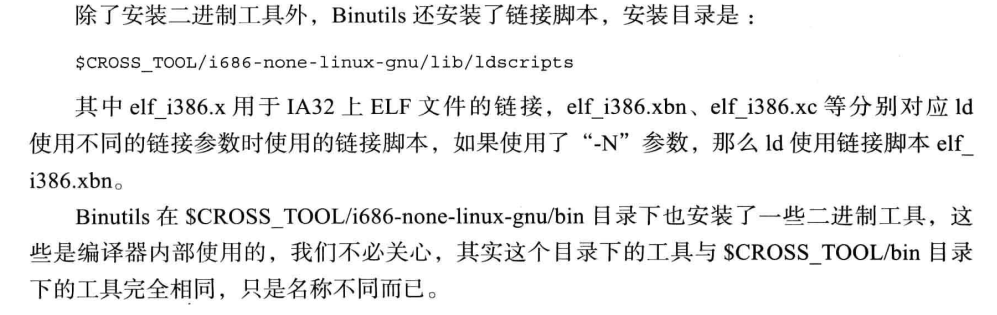 除了安装二进制工具外，Binutils 还安装了链接脚本，安装目录是：
$CROSS_TOOL/i686-none-linux-gnu/lib/ldscripts
其中 elf_i386.x 用于 IA32 上 ELF 文件的链接，elf_i386.xbn、elf_i386.xc 等分别对应 ld
使用不同的链接参数时使用的链接脚本，如果使用了“-N”参数，那么 ld 使用链接脚本 elf_
i386.xbn。
Binutils 在 $CROSS_TOOL/i686-none-linux-gnu/bin 目录下也安装了一些二进制工具，这
些是编译器内部使用的，我们不必关心，其实这个目录下的工具与 $CROSS_TOOL/bin 目录
下的工具完全相同，只是名称不同而已。